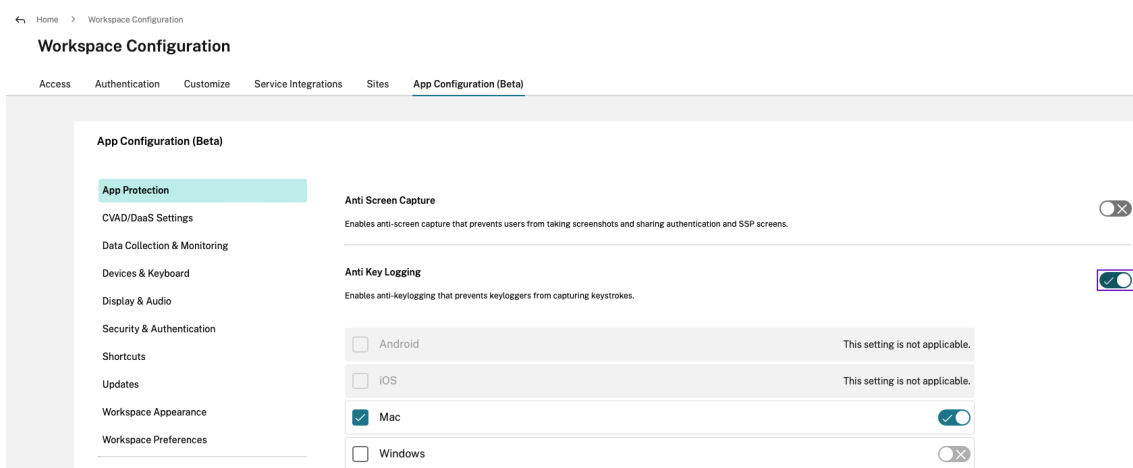 Home > Workspace Configuration
Workspace Configuration
Access Authentication Customize Service Integrations Sites App Configuration (Beta)
App Configuration (Beta)
App Protection
CVAD/DaaS Settings
Data Collection & Monitoring
Devices & Keyboard
Display & Audio
Security & Authentication
Shortcuts
Updates
Workspace Appearance
Workspace Preferences
Anti Screen Capture
Enables anti-screen capture that prevents users from taking screenshots and sharing authentication and SSP screens.
Anti Key Logging
Enables anti-keylogging that prevents keyloggers from capturing keystrokes.
Android This setting is not applicable.
iOS This setting is not applicable.
Mac
Windows